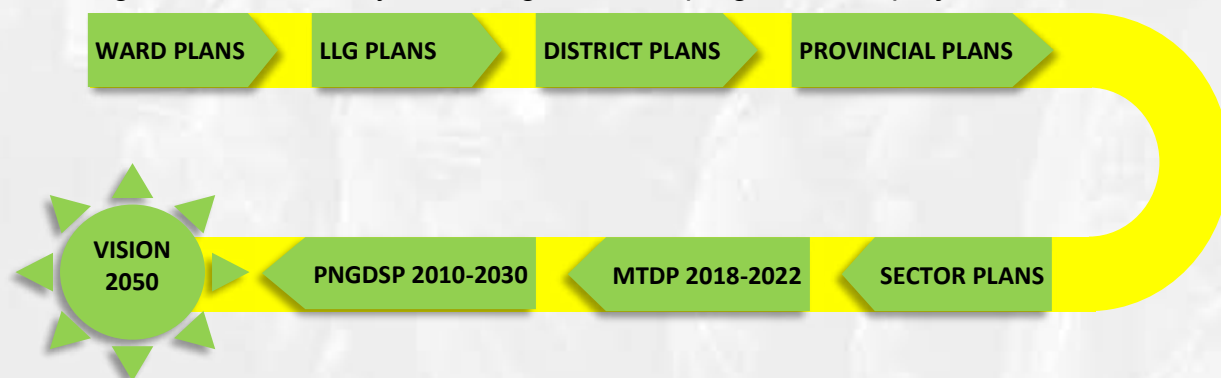 WARD PLANS
LLG PLANS
DISTRICT PLANS
PROVINCIAL PLANS
SECTOR PLANS
MTDP 2018-2022
PNGDSP 2010-2030
VISION
2050